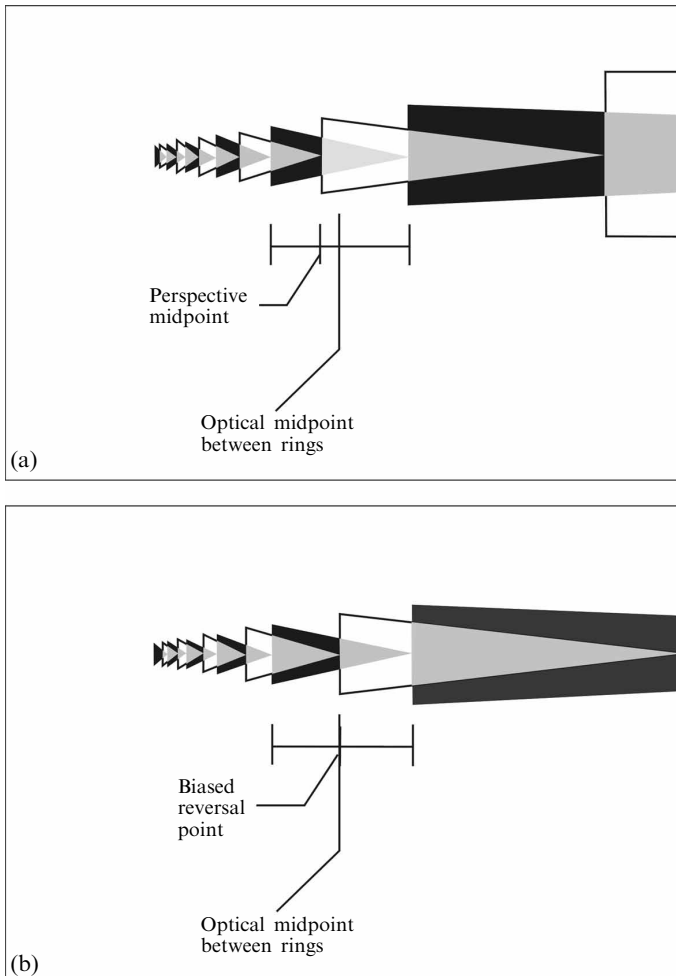 Perspective
midpoint
Optical midpoint
between rings
(a)
Biased
reversal
point
Optical midpoint
between rings
(b)